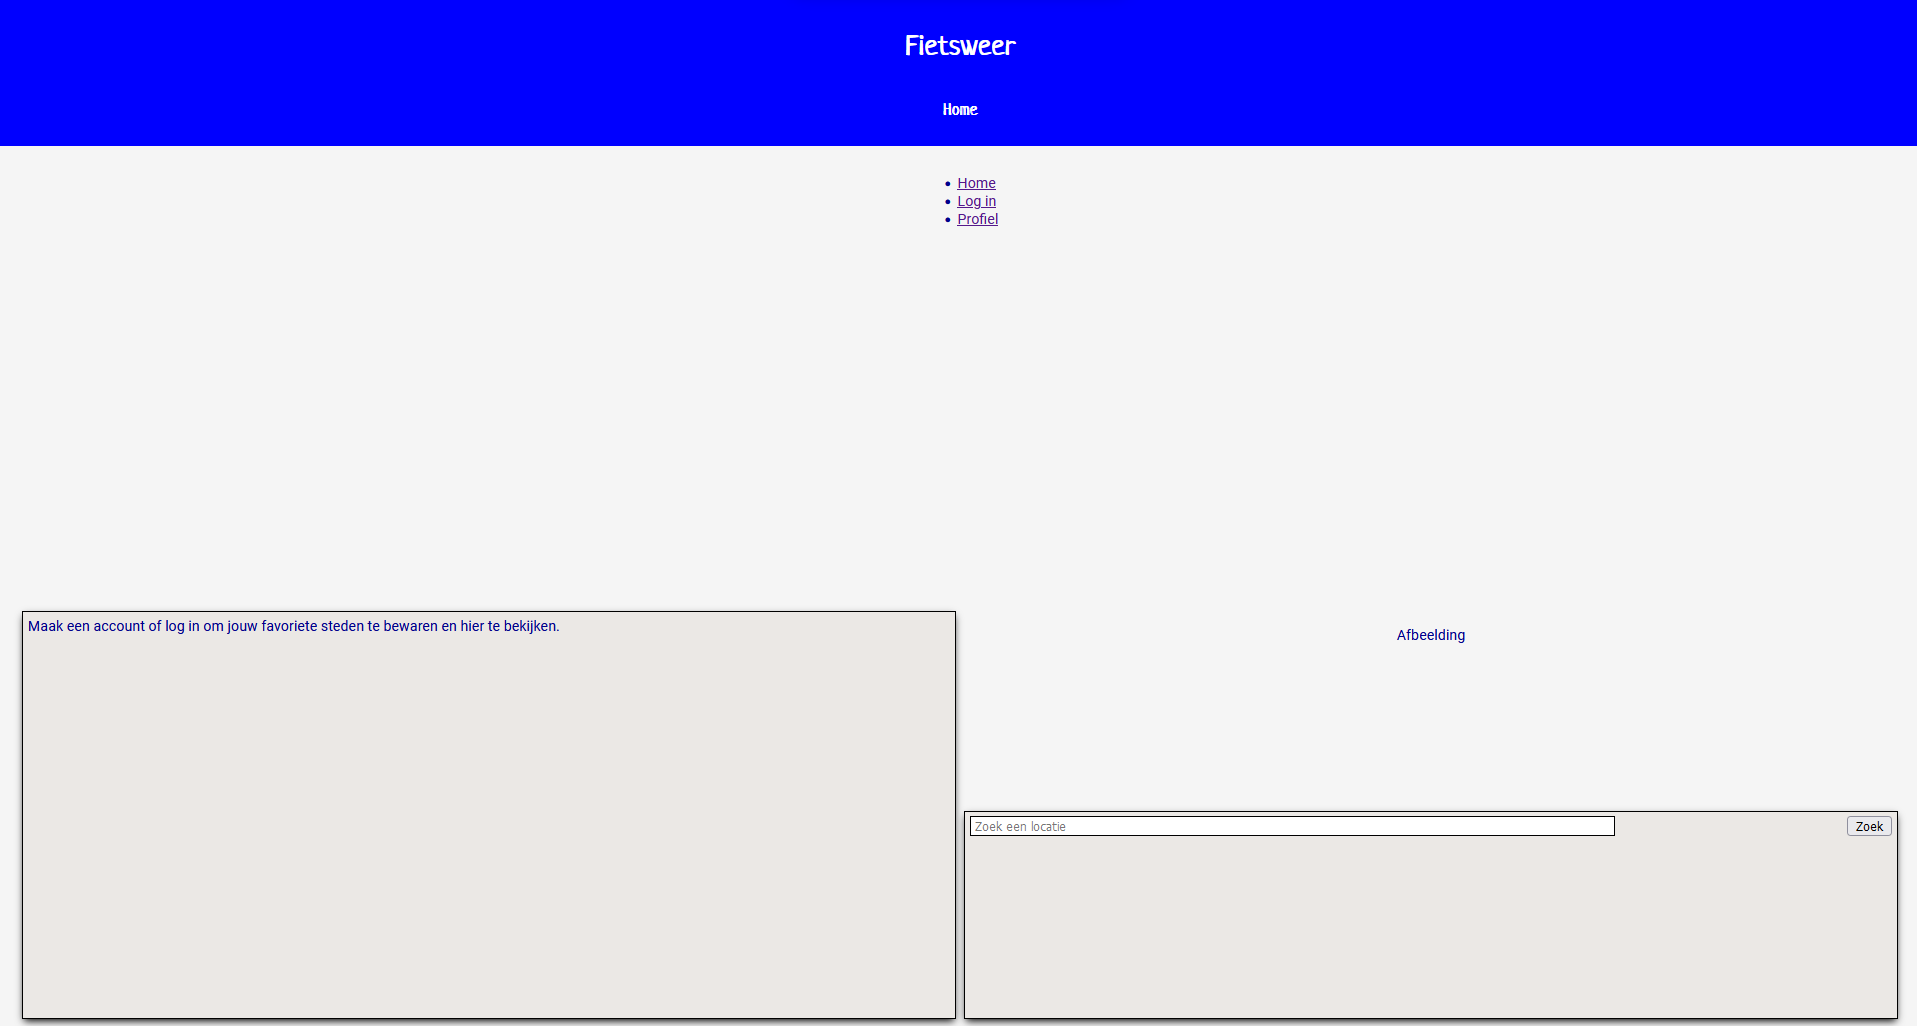 Fietsweer
Home
Home
Log in
Profiel
Maak een account of log in om jouw favoriete steden te bewaren en hier te bekijken.
Afbeelding
Zoek een locatie
Zoek